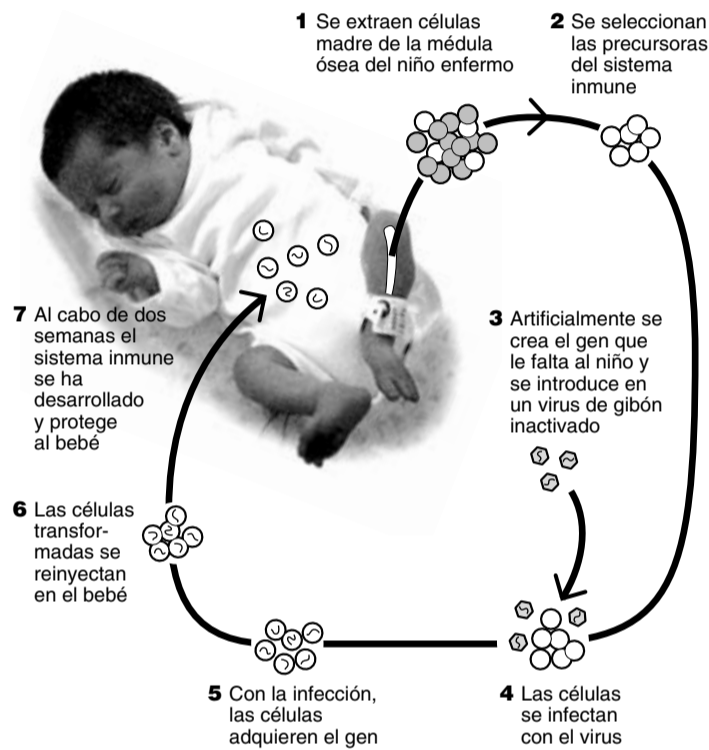 1 Se extraen células
madre de la médula
ósea del niño enfermo
2 Se seleccionan
las precursoras
del sistema
inmune
3 Artificialmente se
crea el gen que
le falta al niño y
se introduce en
un virus de gibón
inactivado
4 Las células
se infectan
con el virus
5 Con la infección,
las células
adquieren el gen
6 Las células
transfor-
madas se
reinyectan
en el bebé
7 Al cabo de dos
semanas el
sistema inmune
se ha
desarrollado
y protege
al bebé